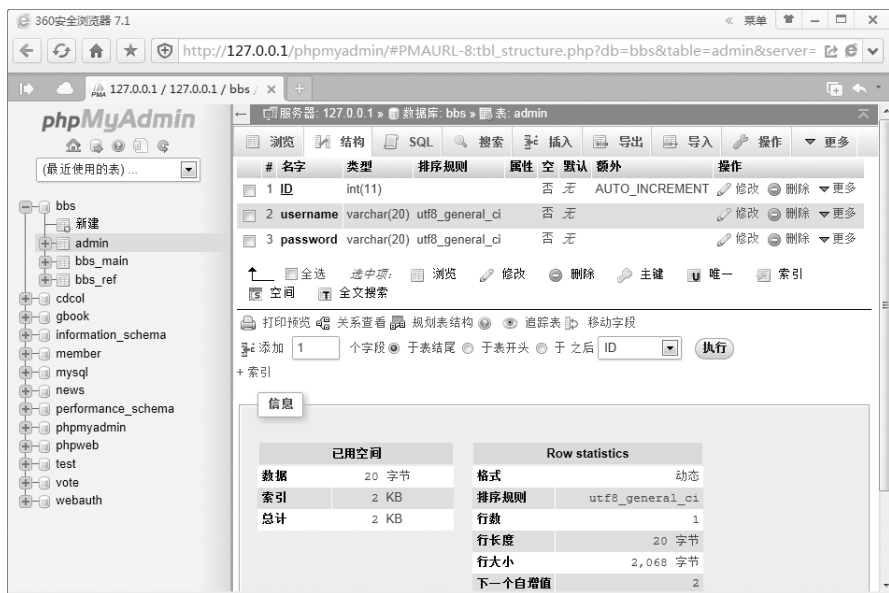 360安全浏览器 7.1
« 菜单
http://127.0.0.1/phpmyadmin/#PMAURL-8:tbl_structure.php?db=bbs&table=admin&server=
PMA 127.0.0.1 / 127.0.0.1 / bbs /
phpMyAdmin
(最近使用的表) ...
bbs
新建
admin
bbs_main
bbs_ref
cdcol
gbook
information_schema
member
mysql
news
performance_schema
phpmyadmin
phpweb
test
vote
webauth
服务器: 127.0.0.1 » 数据库: bbs » 表: admin
浏览 结构 SQL 搜索 插入 导出 导入 操作 更多
# 名字 类型 排序规则 属性 空 默认 额外 操作
1 ID int(11) 否 无 AUTO_INCREMENT 修改 删除 更多
2 username varchar(20) utf8_general_ci 否 无 修改 删除 更多
3 password varchar(20) utf8_general_ci 否 无 修改 删除 更多
全选 选中项: 浏览 修改 删除 主键 唯一 索引
空间 全文搜索
打印预览 关系查看 规划表结构 追踪表 移动字段
添加 1 个字段 于表结尾 于表开头 于 之后 ID 执行
+ 索引
信息
已用空间
数据 20 字节
索引 2 KB
总计 2 KB
Row statistics
格式 动态
排序规则 utf8_general_ci
行数 1
行长度 20 字节
行大小 2,068 字节
下一个自增值 2